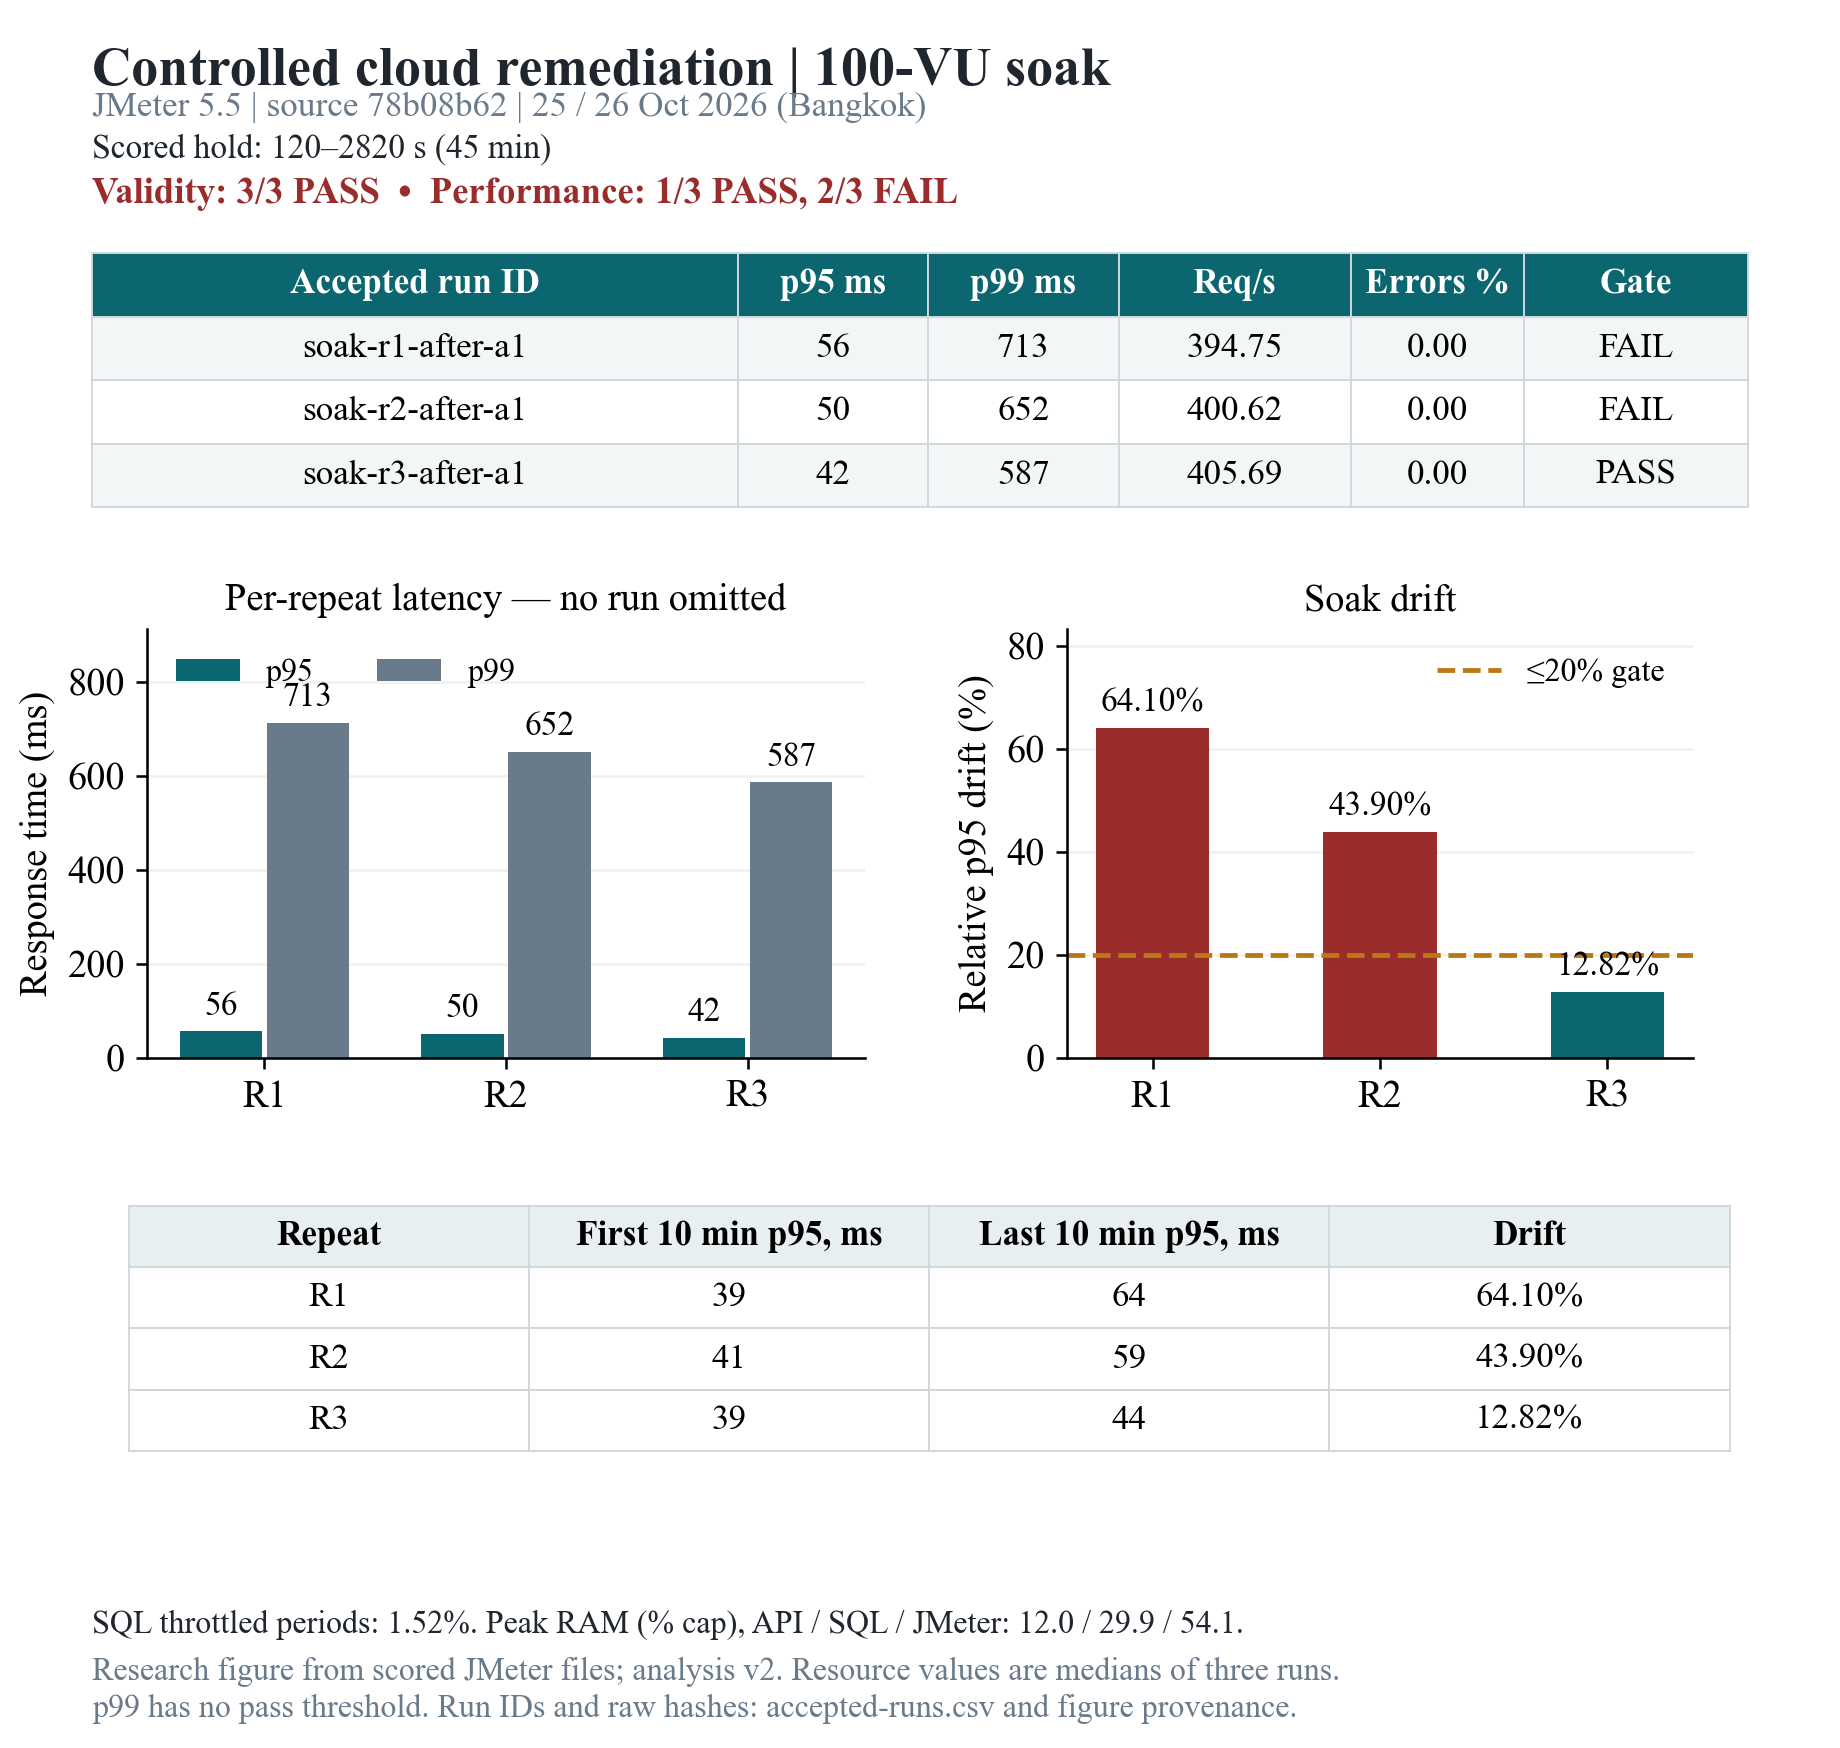 Controlled cloud remediation | 100-VU soak
JMeter 5.5 | source 78b08b62 | 25 / 26 Oct 2026 (Bangkok)
Scored hold: 120–2820 s (45 min)
Validity: 3/3 PASS • Performance: 1/3 PASS, 2/3 FAIL
Accepted run ID p95 ms p99 ms Req/s Errors % Gate
soak-r1-after-a1 56 713 394.75 0.00 FAIL
soak-r2-after-a1 50 652 400.62 0.00 FAIL
soak-r3-after-a1 42 587 405.69 0.00 PASS
Per-repeat latency — no run omitted
p95 p99
Response time (ms)
800
600
400
200
0
713
652
587
56
50
42
R1 R2 R3
Soak drift
≤20% gate
Relative p95 drift (%)
80
60
40
20
0
64.10%
43.90%
12.82%
R1 R2 R3
Repeat First 10 min p95, ms Last 10 min p95, ms Drift
R1 39 64 64.10%
R2 41 59 43.90%
R3 39 44 12.82%
SQL throttled periods: 1.52%. Peak RAM (% cap), API / SQL / JMeter: 12.0 / 29.9 / 54.1.
Research figure from scored JMeter files; analysis v2. Resource values are medians of three runs.
p99 has no pass threshold. Run IDs and raw hashes: accepted-runs.csv and figure provenance.